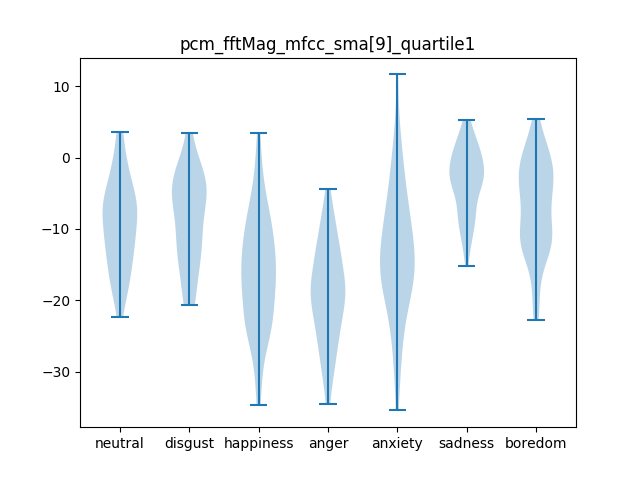 pcm_fftMag_mfcc_sma[9]_quartile1
10
0
−10
−20
−30
neutral disgust happiness anger anxiety sadness boredom